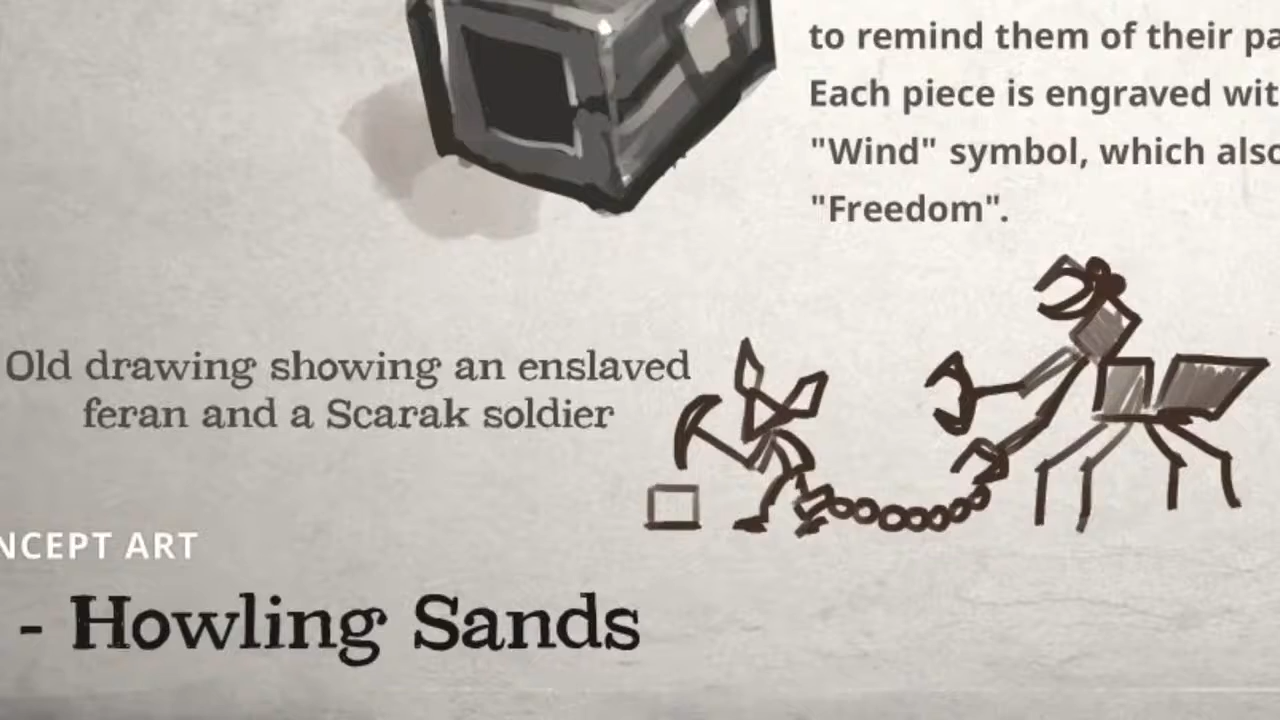 to remind them of their pa
Each piece is engraved wit
"Wind" symbol, which also
"Freedom".
Old drawing showing an enslaved
feran and a Scarak soldier
NCEPT ART
- Howling Sands